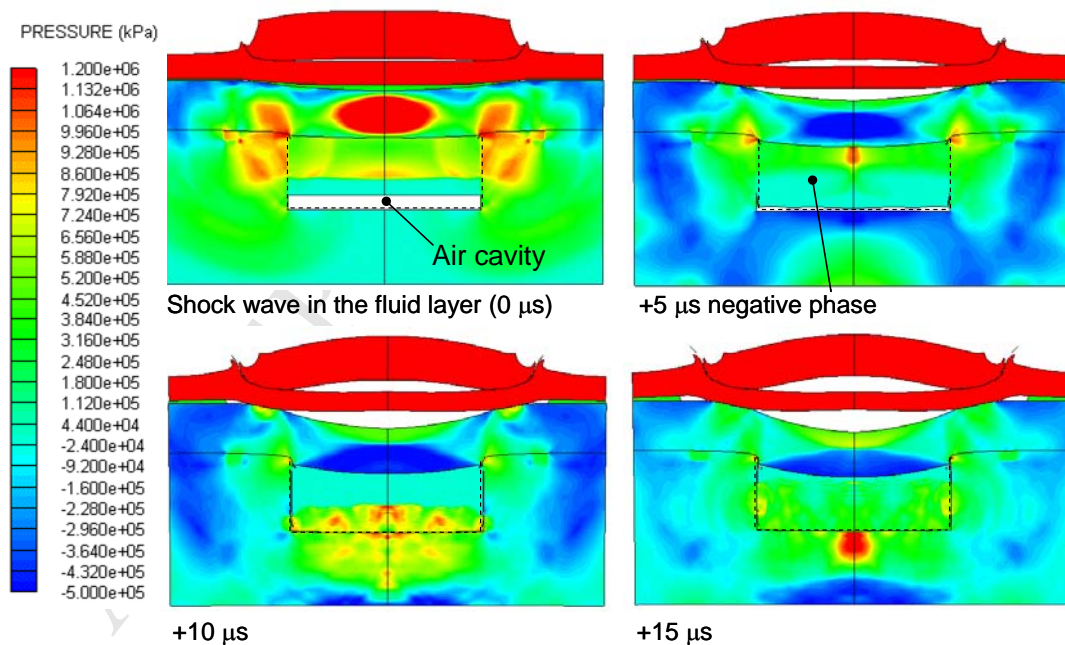 PRESSURE (kPa)
1.200e+06
1.132e+06
1.064e+06
9.960e+05
9.280e+05
8.600e+05
7.920e+05
7.240e+05
6.560e+05
5.880e+05
5.200e+05
4.520e+05
3.840e+05
3.160e+05
2.480e+05
1.800e+05
1.120e+05
4.400e+04
-2.400e+04
-9.200e+04
-1.600e+05
-2.280e+05
-2.960e+05
-3.640e+05
-4.320e+05
-5.000e+05
Air cavity
Shock wave in the fluid layer (0 μs)
+5 μs negative phase
+10 μs
+15 μs